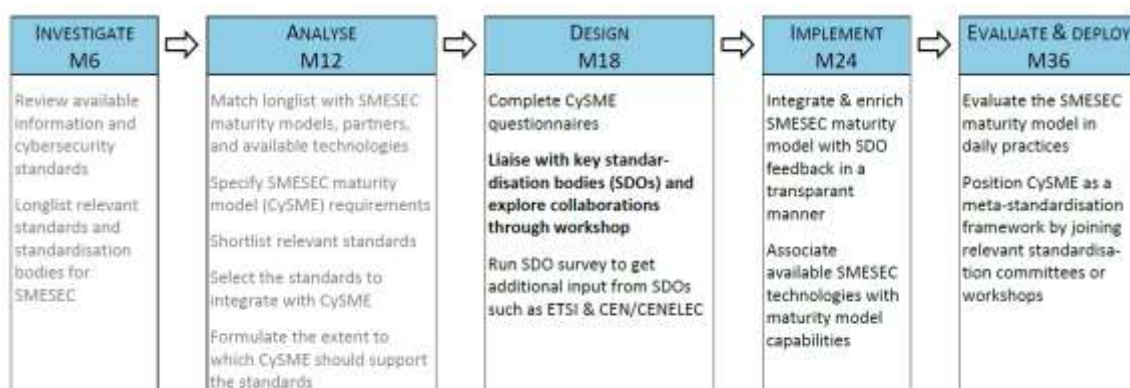 INVESTIGATE
M6
Review available
information and
cybersecurity
standards
Longlist relevant
standards and
standardisation
bodies for
SMESEC
ANALYSE
M12
Match longlist with SMESEC
maturity models, partners,
and available technologies
Specify SMESEC maturity
model (CySME) requirements
Shortlist relevant standards
Select the standards to
integrate with CySME
Formulate the extent to
which CySME should support
the standards
DESIGN
M18
Complete CySME
questionnaires
Liaise with key standar-
disation bodies (SDOs) and
explore collaborations
through workshop
Run SDO survey to get
additional input from SDOs
such as ETSI & CEN/CENELEC
IMPLEMENT
M24
Integrate & enrich
SMESEC maturity
model with SDO
feedback in a
transparant
manner
Associate
available SMESEC
technologies with
maturity model
capabilities
EVALUATE & DEPLOY
M36
Evaluate the SMESEC
maturity model in
daily practices
Position CySME as a
meta-standardisation
framework by joining
relevant standardisa-
tion committees or
workshops